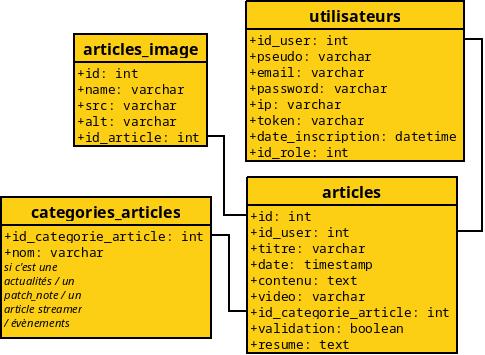 utilisateurs
+id_user: int
+pseudo: varchar
+email: varchar
+password: varchar
+ip: varchar
+token: varchar
+date_inscription: datetime
+id_role: int
articles_image
+id: int
+name: varchar
+src: varchar
+alt: varchar
+id_article: int
articles
+id: int
+id_user: int
+titre: varchar
+date: timestamp
+contenu: text
+video: varchar
+id_categorie_article: int
+validation: boolean
+resume: text
categories_articles
+id_categorie_article: int
+nom: varchar
si c'est une
actualités / un
patch_note / un
article streamer
/ évènements